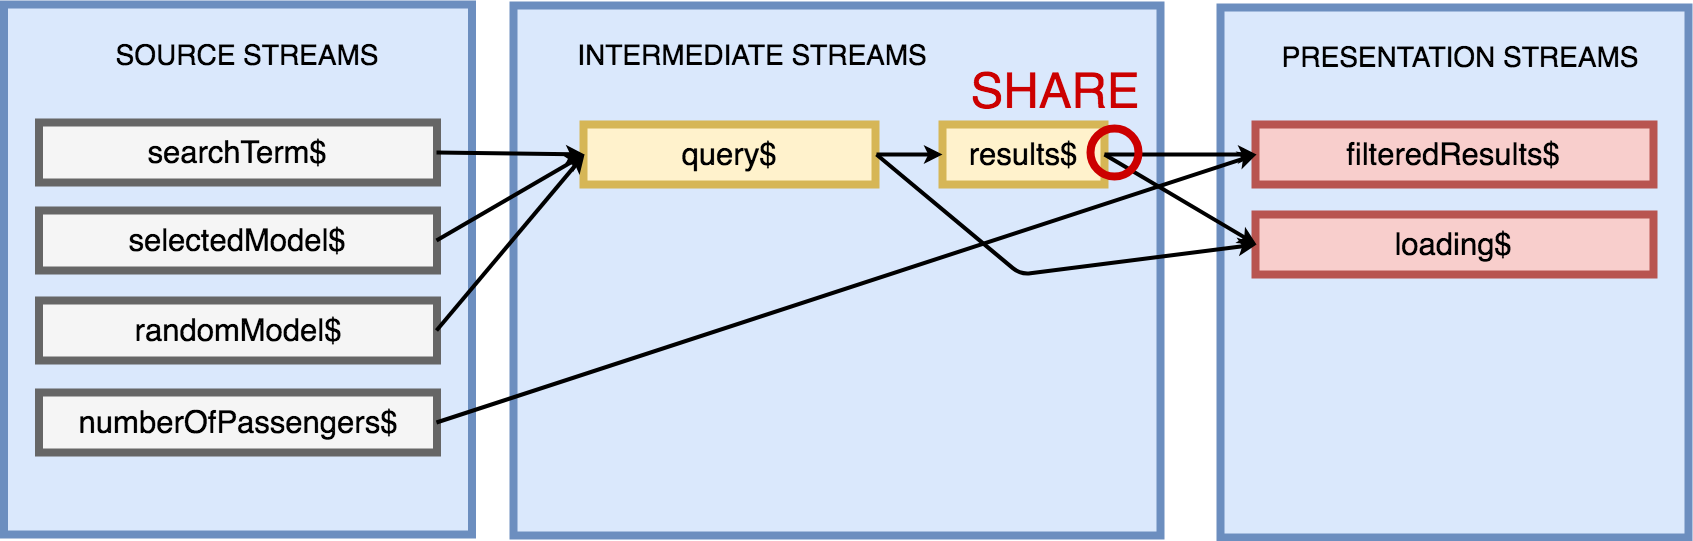 SOURCE STREAMS
searchTerm$
selectedModel$
randomModel$
numberOfPassengers$
INTERMEDIATE STREAMS
SHARE
query$
results$
PRESENTATION STREAMS
filteredResults$
loading$